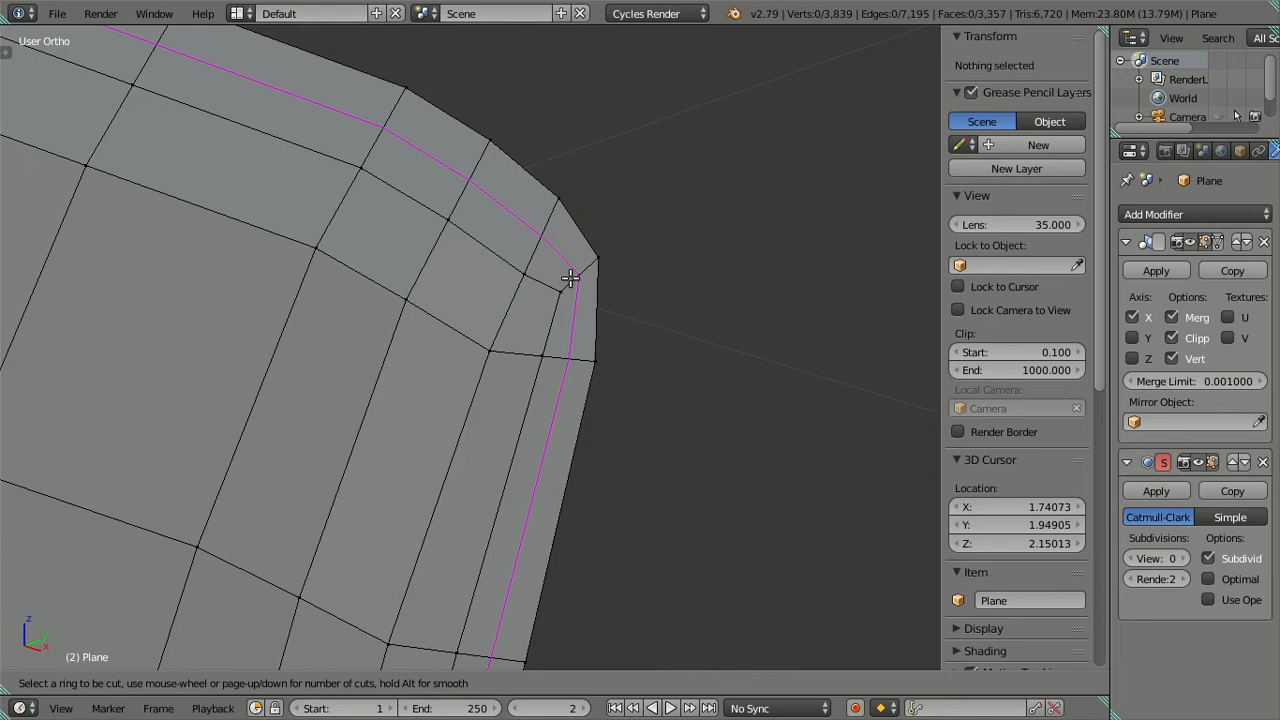 File Render Window Help Default Scene Cycles Render v2.79 | Verts:0/3,839 | Edges:0/7,195 | Faces:0/3,357 | Tris:6,720 | Mem:23.80M (13.79M) | Plane
User Ortho
Transform
Nothing selected
Grease Pencil Layers
Scene Object
New
New Layer
View
Lens: 35.000
Lock to Object:
Lock to Cursor
Lock Camera to View
Clip:
Start: 0.100
End: 1000.000
Local Camera:
Camera
Render Border
3D Cursor
Location:
X: 1.74073
Y: 1.94905
Z: 2.15013
Item
Plane
Display
Shading
View Search All Sc
Scene
RenderL
World
Camera
Plane
Add Modifier
Apply Copy
Axis: Options: Textures:
X Merg U
Y Clipp V
Z Vert
Merge Limit: 0.001000
Mirror Object:
S
Apply Copy
Catmull-Clark Simple
Subdivisions: Options:
View: 0 Subdivid
Rende:2 Optimal
Use Ope
z
y
x
(2) Plane
Select a ring to be cut, use mouse-wheel or page-up/down for number of cuts, hold Alt for smooth
View Marker Frame Playback Start: 1 End: 250 2 No Sync